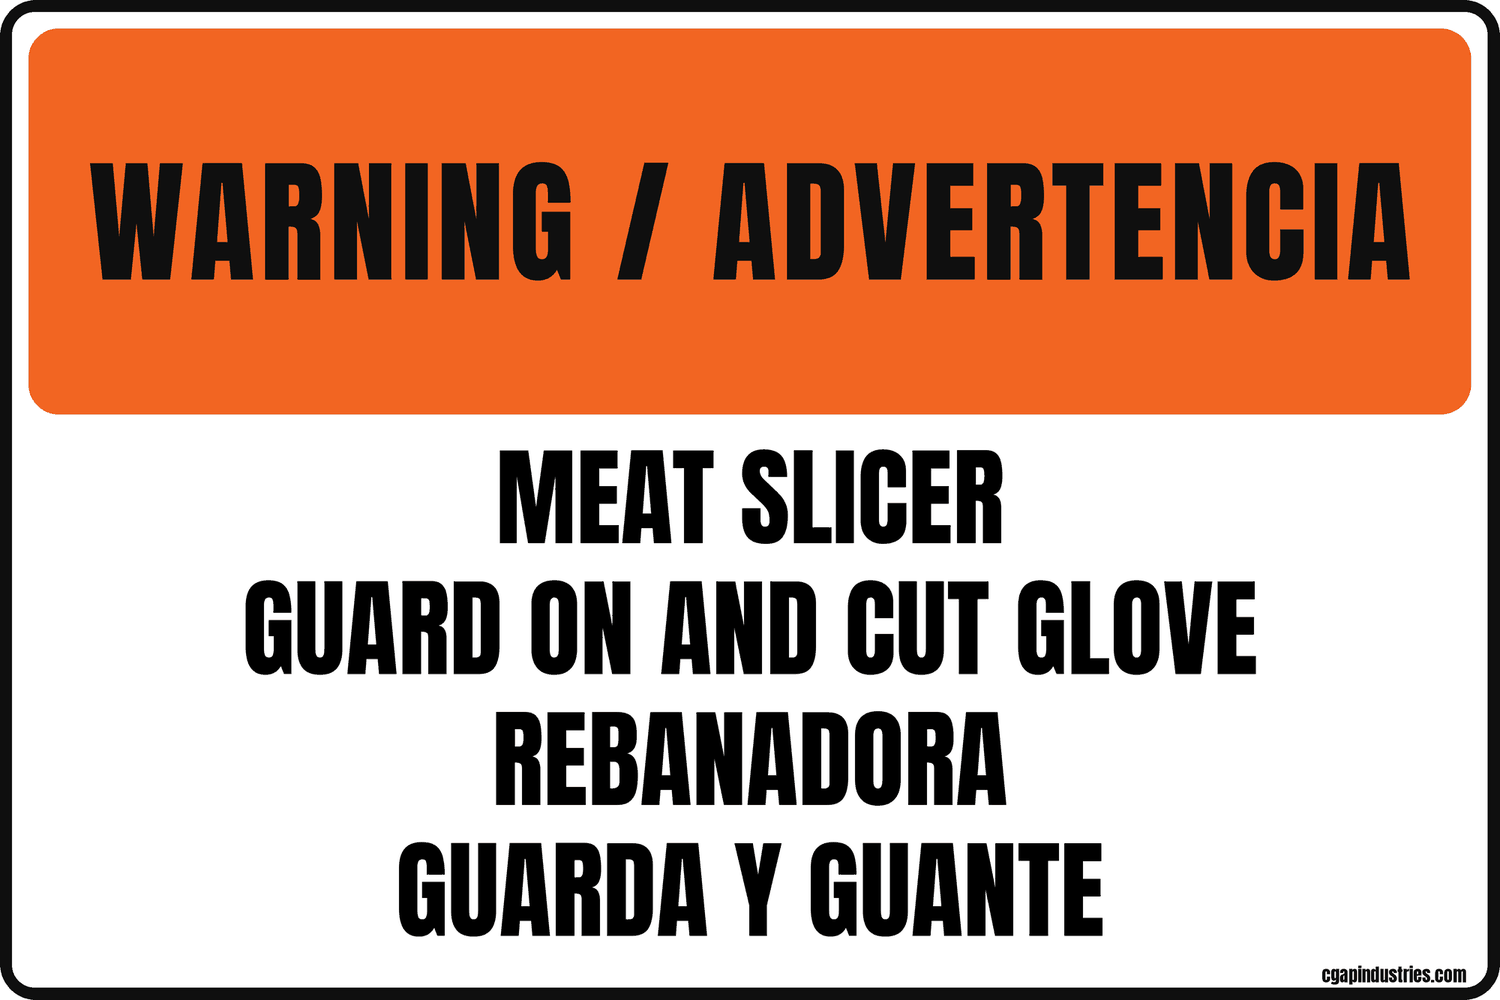 WARNING / ADVERTENCIA
MEAT SLICER
GUARD ON AND CUT GLOVE
REBANADORA
GUARDA Y GUANTE
cgapindustries.com